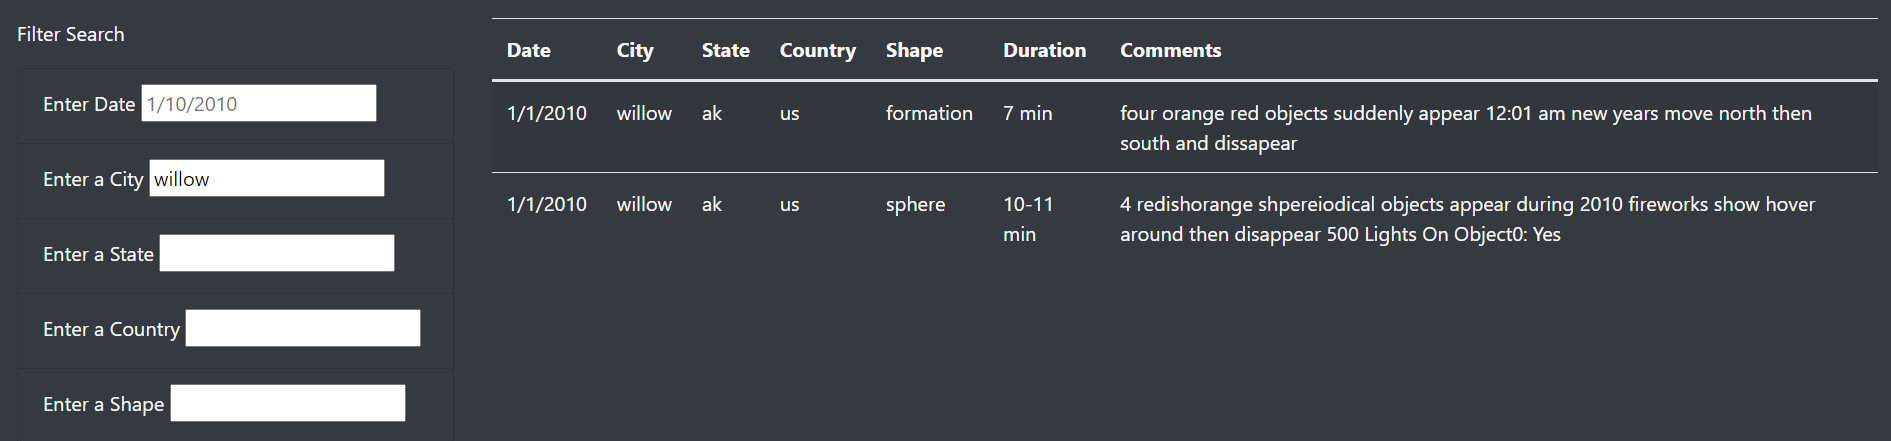 Filter Search
Enter Date 1/10/2010
Enter a City willow
Enter a State
Enter a Country
Enter a Shape
Date City State Country Shape Duration Comments
1/1/2010 willow ak us formation 7 min four orange red objects suddenly appear 12:01 am new years move north then
south and dissapear
1/1/2010 willow ak us sphere 10-11 4 redishorange shpereiodical objects appear during 2010 fireworks show hover
min around then disappear 500 Lights On Object0: Yes